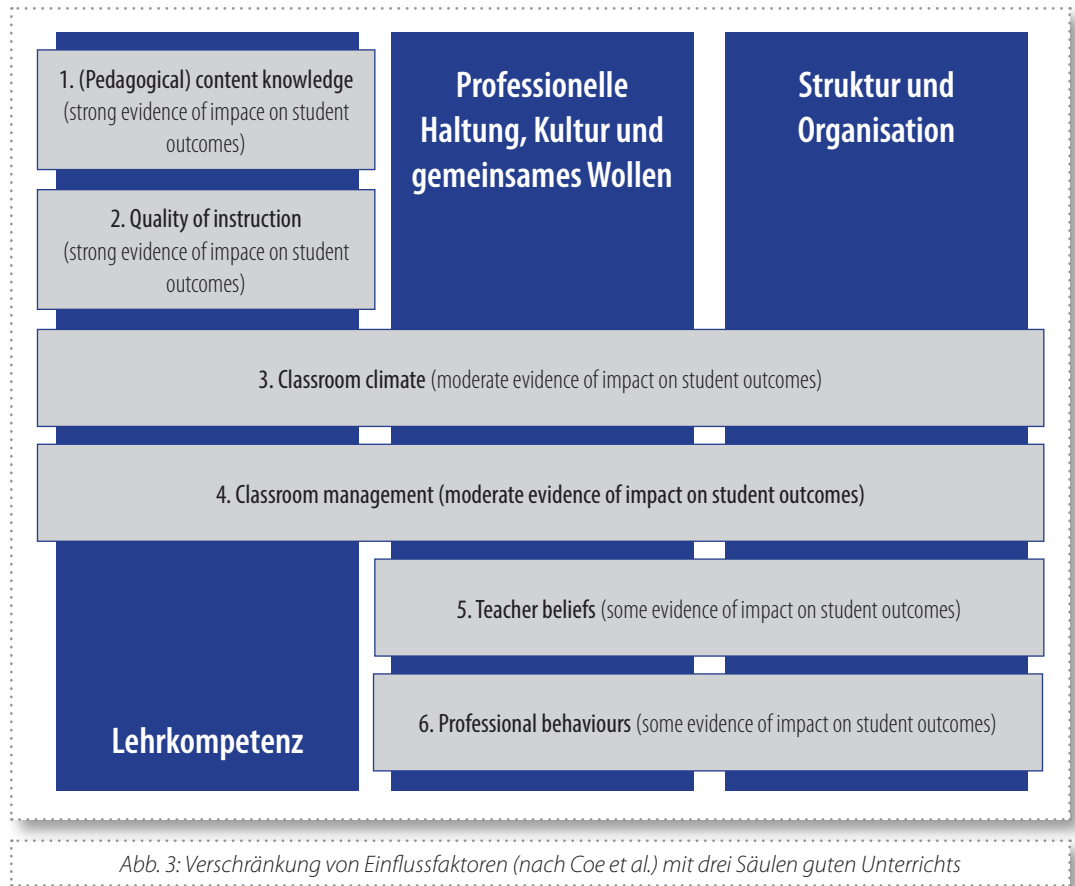 1. (Pedagogical) content knowledge
(strong evidence of impact on student
outcomes)
2. Quality of instruction
(strong evidence of impace on student
outcomes)
Professionelle
Haltung, Kultur und
gemeinsames Wollen
Struktur und
Organisation
3. Classroom climate (moderate evidence of impact on student outcomes)
4. Classroom management (moderate evidence of impact on student outcomes)
5. Teacher beliefs (some evidence of impact on student outcomes)
6. Professional behaviours (some evidence of impact on student outcomes)
Lehrkompetenz
Abb. 3: Verschränkung von Einflussfaktoren (nach Coe et al.) mit drei Säulen guten Unterrichts